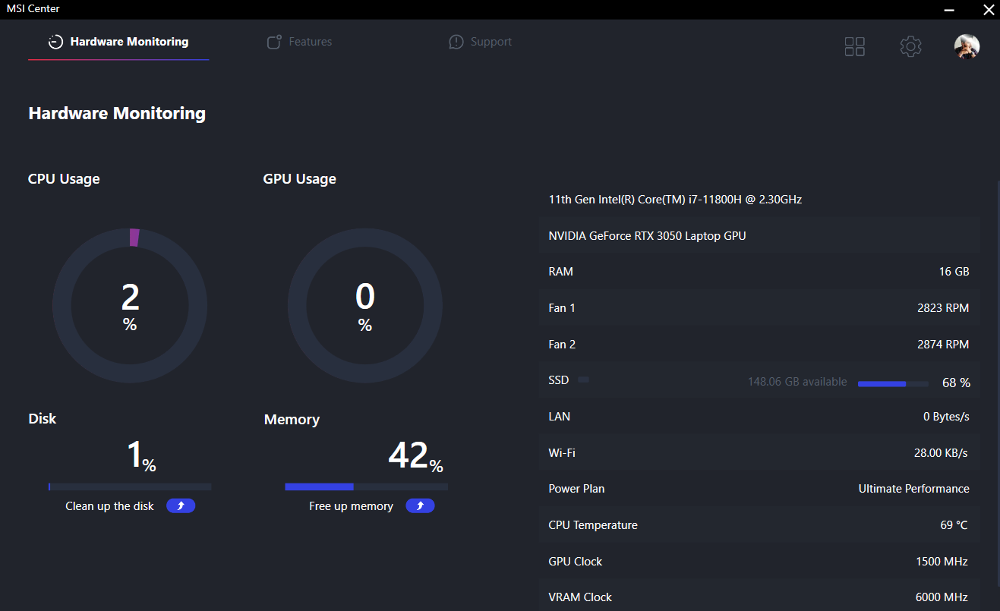 MSI Center
Hardware Monitoring
Features
Support
Hardware Monitoring
CPU Usage
GPU Usage
2
%
0
%
Disk
Memory
1%
42%
Clean up the disk
Free up memory
11th Gen Intel(R) Core(TM) i7-11800H @ 2.30GHz
NVIDIA GeForce RTX 3050 Laptop GPU
RAM 16 GB
Fan 1 2823 RPM
Fan 2 2874 RPM
SSD 148.06 GB available 68 %
LAN 0 Bytes/s
Wi-Fi 28.00 KB/s
Power Plan Ultimate Performance
CPU Temperature 69 °C
GPU Clock 1500 MHz
VRAM Clock 6000 MHz